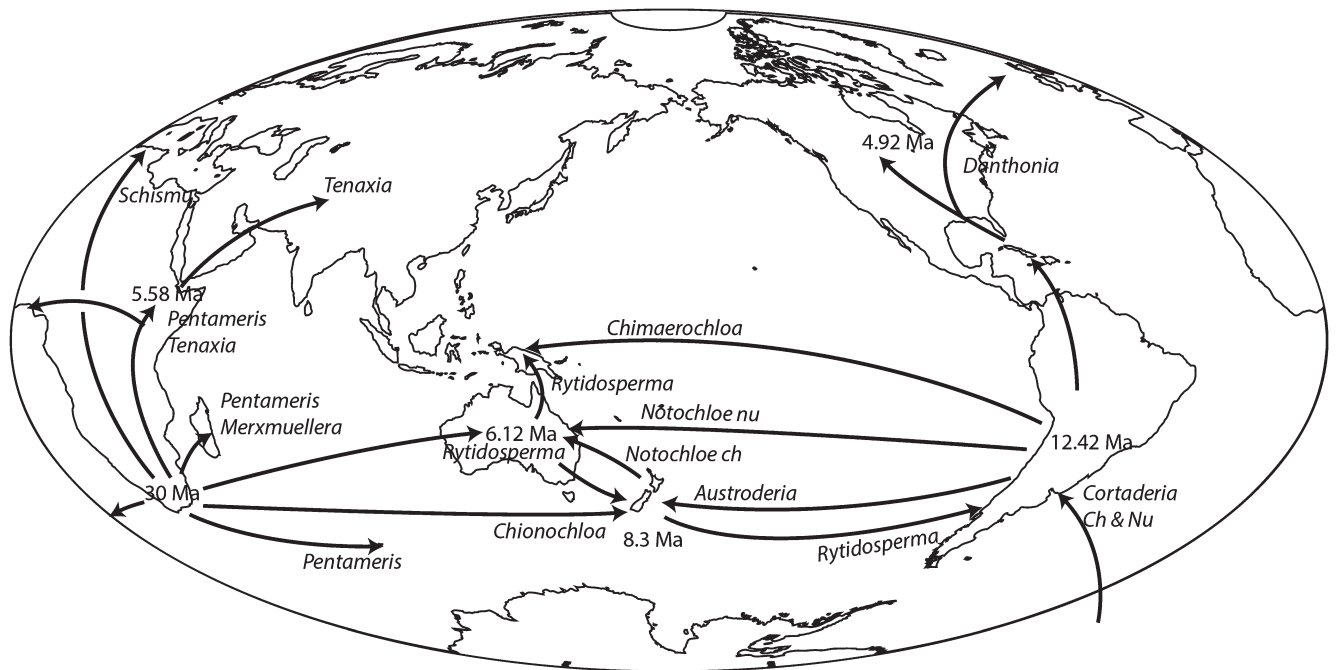 4.92 Ma
Danthonia
Schismus
Tenaxia
5.58 Ma
Pentameris
Tenaxia
Chimaerochloa
Rytidosperma
Pentameris
Merxmuellera
Notochloe nu
6.12 Ma
Rytidosperma
12.42 Ma
Notochloe ch
30 Ma
Austroderia
Cortaderia
Ch & Nu
Chionochloa
8.3 Ma
Rytidosperma
Pentameris